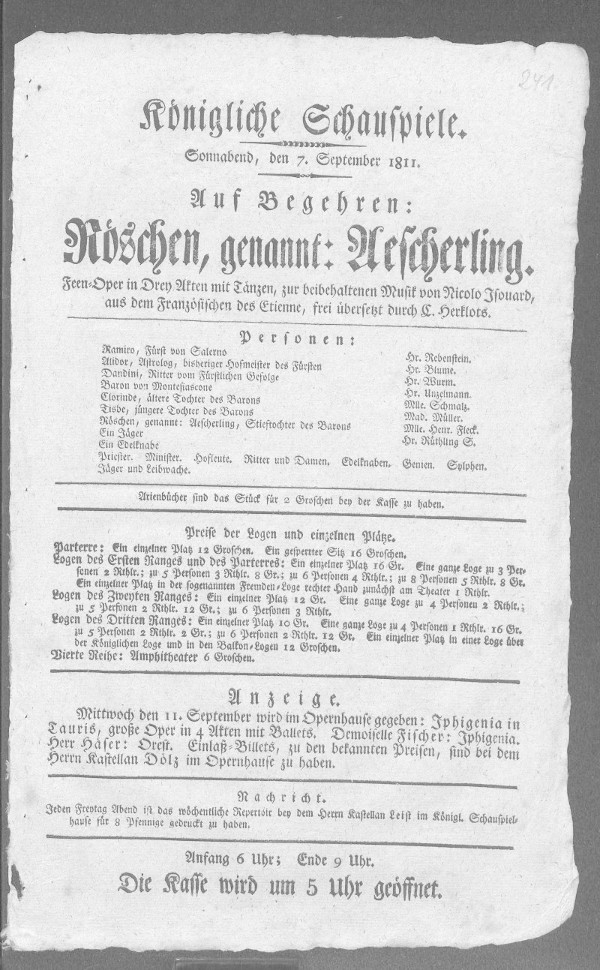 241.
Königliche Schauspiele.
Sonnabend, den 7. September 1811.
Auf Begehren:
Röschen, genannt: Aescherling.
Feen-Oper in Drey Akten mit Tänzen, zur beibehaltenen Musik von Nicolo Isouard,
aus dem Französischen des Etienne, frei übersetzt durch C. Herklots.
Personen:
Ramiro, Fürst von Salerno Hr. Rebenstein.
Alidor, Astrolog, bisheriger Hofmeister des Fürsten Hr. Blume.
Dandini, Ritter vom Fürstlichen Gefolge Hr. Wurm.
Baron von Montefiascone Hr. Unzelmann.
Clorinde, ältere Tochter des Barons Mlle. Schmalz.
Tisbe, jüngere Tochter des Barons Mad. Müller.
Röschen, genannt: Aescherling, Stieftochter des Barons Mlle. Henr. Fleck.
Ein Jäger Hr. Rüthling S.
Ein Edelknabe
Priester. Minister. Hofleute. Ritter und Damen. Edelknaben. Genien. Sylphen.
Jäger und Leibwache.
Arienbücher sind das Stück für 2 Groschen bey der Kasse zu haben.
Preise der Logen und einzelnen Plätze.
Parterre: Ein einzelner Platz 12 Groschen. Ein gesperrter Sitz 16 Groschen.
Logen des Ersten Ranges und des Parterres: Ein einzelner Platz 16 Gr. Eine ganze Loge zu 3 Per-
sonen 2 Rthlr.; zu 5 Personen 3 Rthlr. 8 Gr.; zu 6 Personen 4 Rthlr.; zu 8 Personen 5 Rthlr. 8 Gr.
Ein einzelner Platz in der sogenannten Fremden-Loge rechter Hand zunächst am Theater 1 Rthlr.
Logen des Zweyten Ranges: Ein einzelner Platz 12 Gr. Eine ganze Loge zu 4 Personen 2 Rthlr.;
zu 5 Personen 2 Rthlr. 12 Gr.; zu 6 Personen 3 Rthlr.
Logen des Dritten Ranges: Ein einzelner Platz 10 Gr. Eine ganze Loge zu 4 Personen 1 Rthlr. 16 Gr.
zu 5 Personen 2 Rthlr. 2 Gr.; zu 6 Personen 2 Rthlr. 12 Gr. Ein einzelner Platz in einer Loge über
der Königlichen Loge und in den Balkon-Logen 12 Groschen.
Vierte Reihe: Amphitheater 6 Groschen.
Anzeige.
Mittwoch den 11. September wird im Opernhause gegeben: Iphigenia in
Tauris, große Oper in 4 Akten mit Ballets. Demoiselle Fischer: Iphigenia.
Herr Häser: Orest. Einlaß-Billets, zu den bekannten Preisen, sind bei dem
Herrn Kastellan Dölz im Opernhause zu haben.
Nachricht.
Jeden Freytag Abend ist das wöchentliche Repertoir bey dem Herrn Kastellan Leist im Königl. Schauspiel-
hause für 8 Pfennige gedruckt zu haben.
Anfang 6 Uhr; Ende 9 Uhr.
Die Kasse wird um 5 Uhr geöffnet.